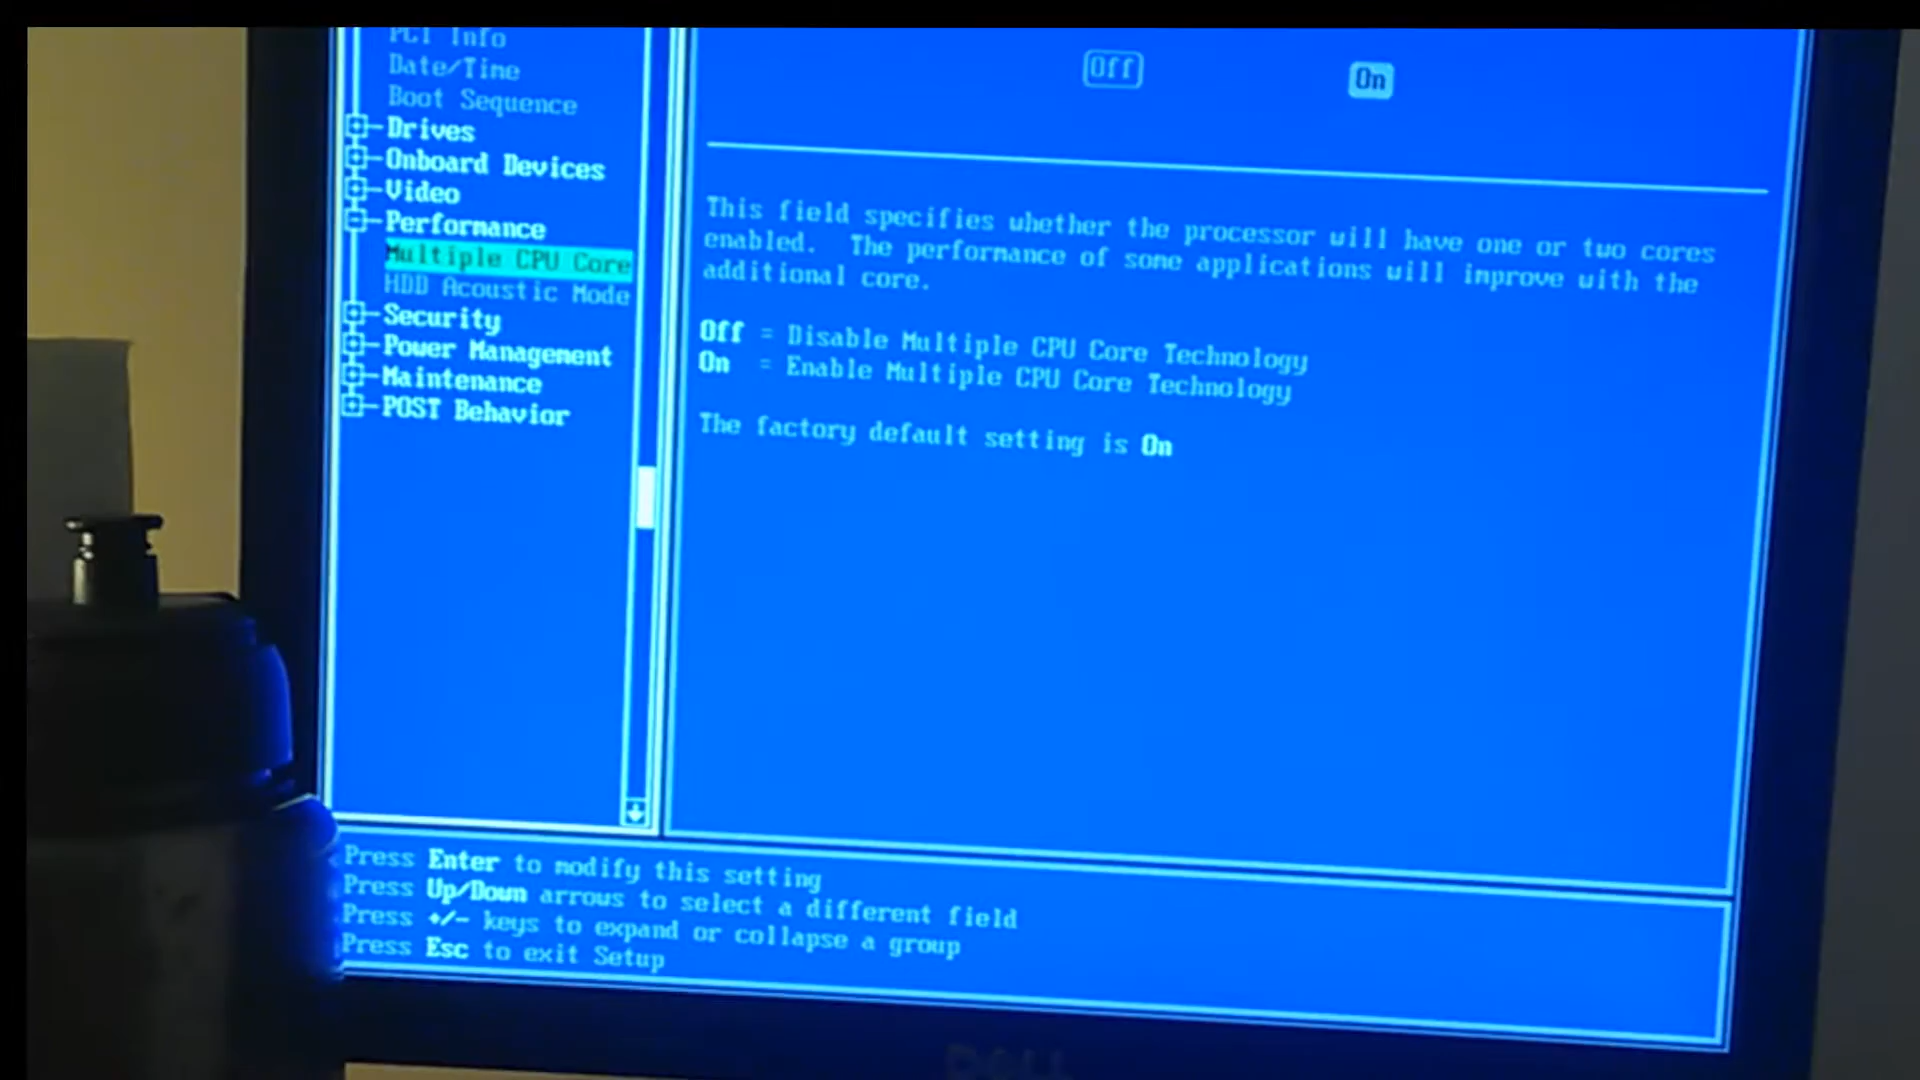 PCI Info
Date/Time
Boot Sequence
Drives
Onboard Devices
Video
Performance
Multiple CPU Core
HDD Acoustic Mode
Security
Power Management
Maintenance
POST Behavior
Off On
This field specifies whether the processor will have one or two cores
enabled. The performance of some applications will improve with the
additional core.
Off = Disable Multiple CPU Core Technology
On = Enable Multiple CPU Core Technology
The factory default setting is On
Press Enter to modify this setting
Press Up/Down arrows to select a different field
Press +/- keys to expand or collapse a group
Press Esc to exit Setup
DELL